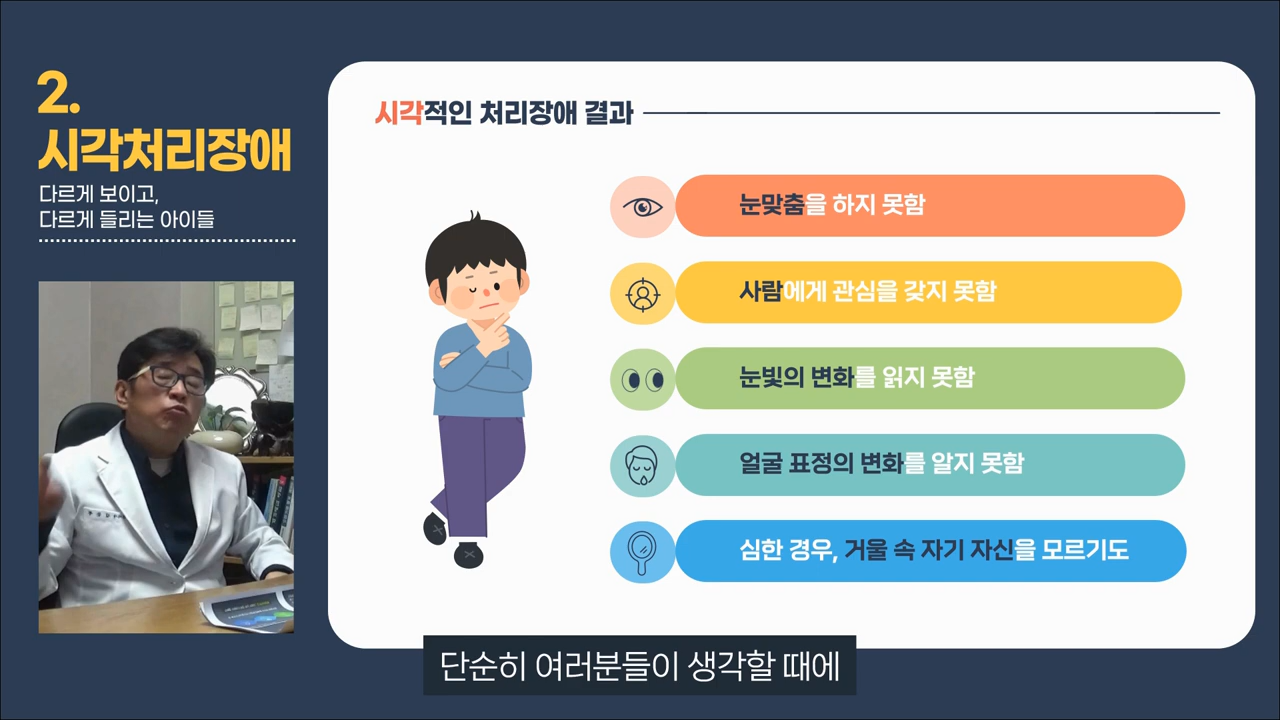 2.
시각처리장애
다르게 보이고,
다르게 들리는 아이들
시각적인 처리장애 결과
눈맞춤을 하지 못함
사람에게 관심을 갖지 못함
눈빛의 변화를 읽지 못함
얼굴 표정의 변화를 알지 못함
심한 경우, 거울 속 자기 자신을 모르기도
단순히 여러분들이 생각할 때에